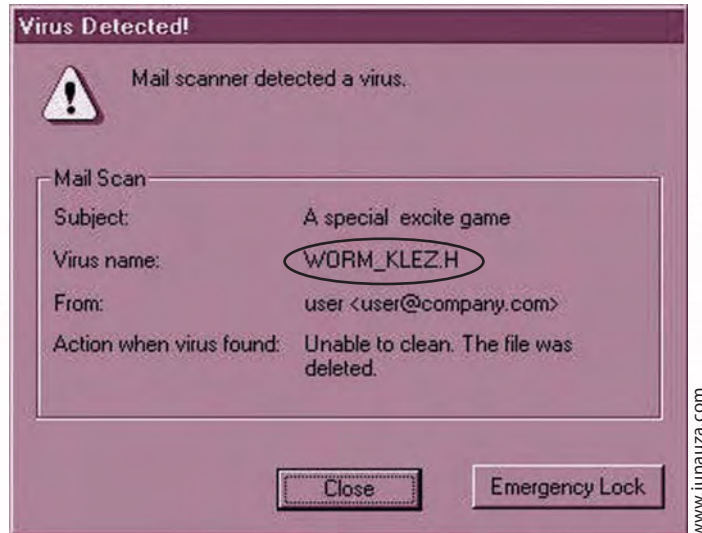 Virus Detected!
Mail scanner detected a virus.
Mail Scan
Subject: A special excite game
Virus name: WORM_KLEZ.H
From: user <user@company.com>
Action when virus found: Unable to clean. The file was
deleted.
Close Emergency Lock
www.junauza.com